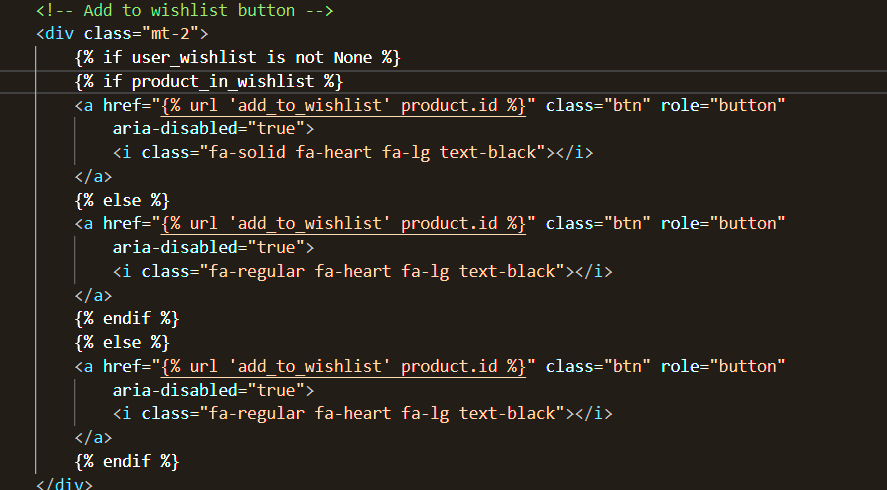 <!-- Add to wishlist button -->
<div class="mt-2">
{% if user_wishlist is not None %}
{% if product_in_wishlist %}
<a href="{% url 'add_to_wishlist' product.id %}" class="btn" role="button"
aria-disabled="true">
<i class="fa-solid fa-heart fa-lg text-black"></i>
</a>
{% else %}
<a href="{% url 'add_to_wishlist' product.id %}" class="btn" role="button"
aria-disabled="true">
<i class="fa-regular fa-heart fa-lg text-black"></i>
</a>
{% endif %}
{% else %}
<a href="{% url 'add_to_wishlist' product.id %}" class="btn" role="button"
aria-disabled="true">
<i class="fa-regular fa-heart fa-lg text-black"></i>
</a>
{% endif %}
</div>